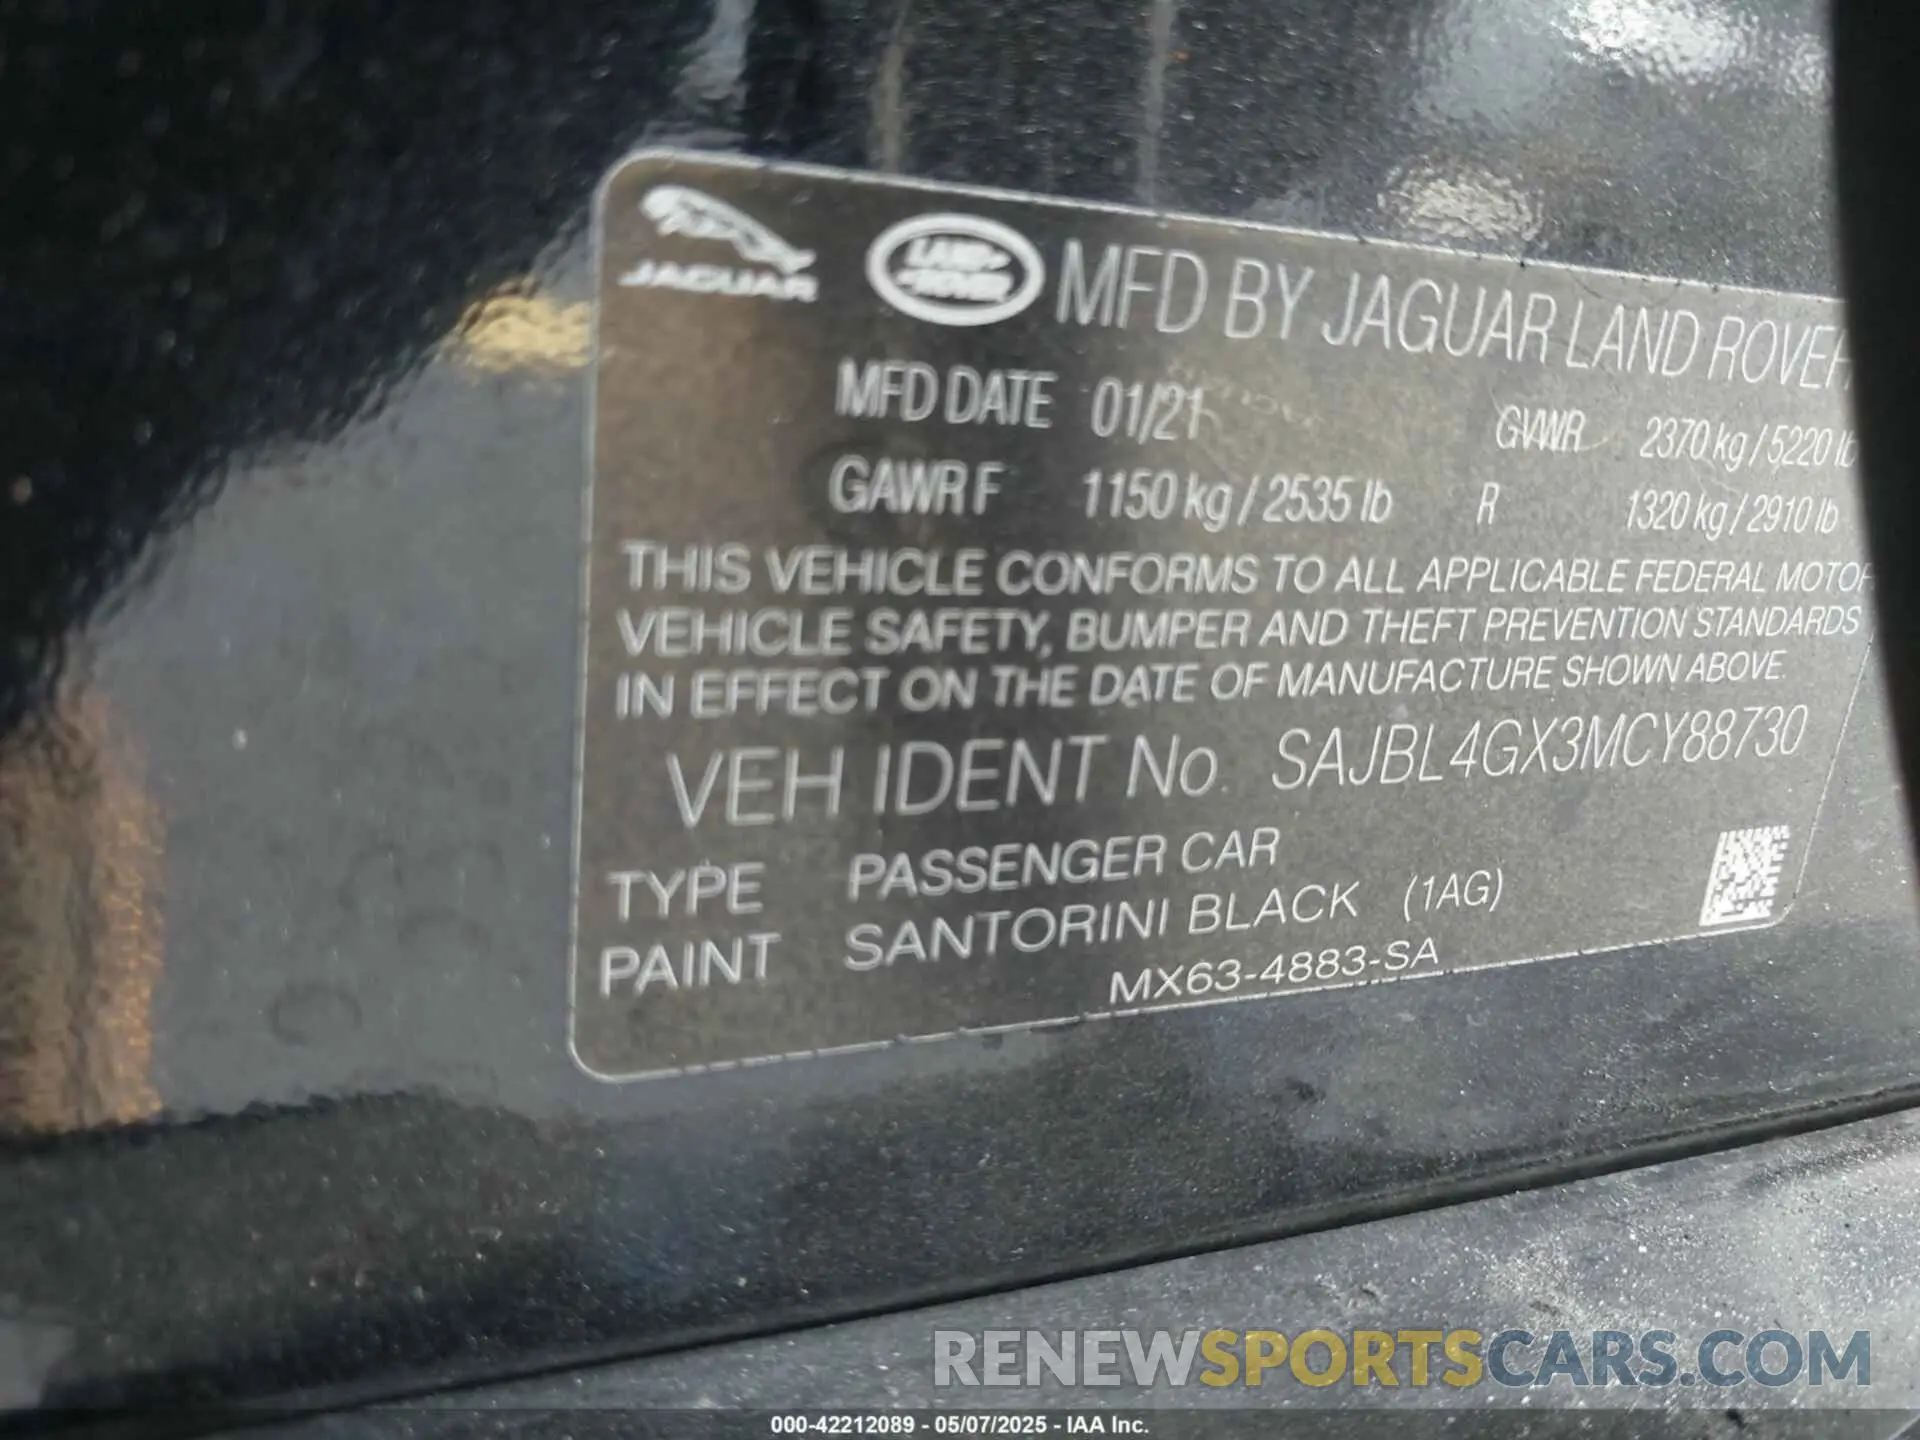 JAGUAR
LAND ROVER
MFD BY JAGUAR LAND ROVER
MFD DATE 01/21 GVWR 2370 kg / 5220 lb
GAWR F 1150 kg / 2535 lb R 1320 kg / 2910 lb
THIS VEHICLE CONFORMS TO ALL APPLICABLE FEDERAL MOTOR
VEHICLE SAFETY, BUMPER AND THEFT PREVENTION STANDARDS
IN EFFECT ON THE DATE OF MANUFACTURE SHOWN ABOVE.
VEH IDENT No. SAJBL4GX3MCY88730
TYPE PASSENGER CAR
PAINT SANTORINI BLACK (1AG)
MX63-4883-SA
RENEWSPORTSCARS.COM
000-42212089 - 05/07/2025 - IAA Inc.